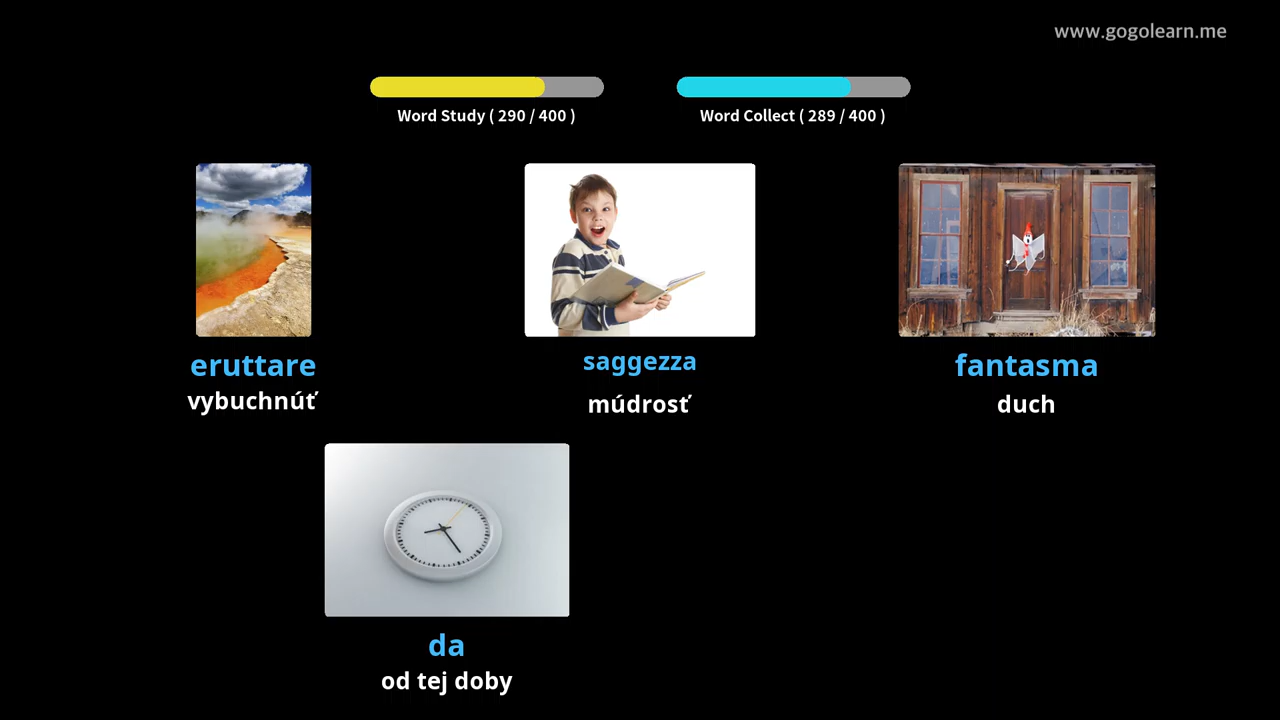 www.gogolearn.me
Word Study ( 290 / 400 )
Word Collect ( 289 / 400 )
eruttare
vybuchnúť
saggezza
múdrosť
fantasma
duch
da
od tej doby